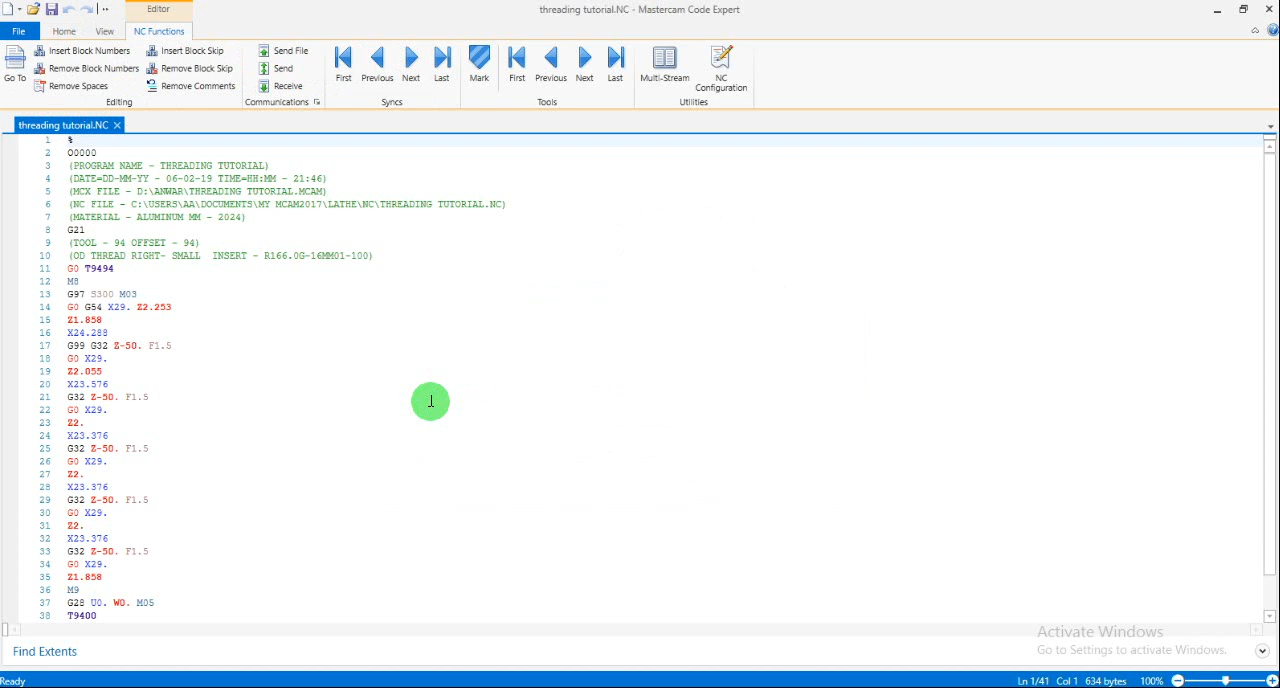 Editor
threading tutorial.NC - Mastercam Code Expert
File Home View NC Functions
Go To
Insert Block Numbers
Remove Block Numbers
Remove Spaces
Insert Block Skip
Remove Block Skip
Remove Comments
Editing
Send File
Send
Receive
Communications
First Previous Next Last
Syncs
Mark First Previous Next Last
Tools
Multi-Stream
NC Configuration
Utilities
threading tutorial.NC
1 %
2 O0000
3 (PROGRAM NAME - THREADING TUTORIAL)
4 (DATE=DD-MM-YY - 06-02-19 TIME=HH:MM - 21:46)
5 (MCX FILE - D:\ANWAR\THREADING TUTORIAL.MCAM)
6 (NC FILE - C:\USERS\AA\DOCUMENTS\MY MCAM2017\LATHE\NC\THREADING TUTORIAL.NC)
7 (MATERIAL - ALUMINUM MM - 2024)
8 G21
9 (TOOL - 94 OFFSET - 94)
10 (OD THREAD RIGHT- SMALL  INSERT - R166.0G-16MM01-100)
11 G0 T9494
12 M8
13 G97 S300 M03
14 G0 G54 X29. Z2.253
15 Z1.858
16 X24.288
17 G99 G32 Z-50. F1.5
18 G0 X29.
19 Z2.055
20 X23.576
21 G32 Z-50. F1.5
22 G0 X29.
23 Z2.
24 X23.376
25 G32 Z-50. F1.5
26 G0 X29.
27 Z2.
28 X23.376
29 G32 Z-50. F1.5
30 G0 X29.
31 Z2.
32 X23.376
33 G32 Z-50. F1.5
34 G0 X29.
35 Z1.858
36 M9
37 G28 U0. W0. M05
38 T9400
Activate Windows
Go to Settings to activate Windows.
Find Extents
Ready
Ln 1/41 Col 1 634 bytes 100%